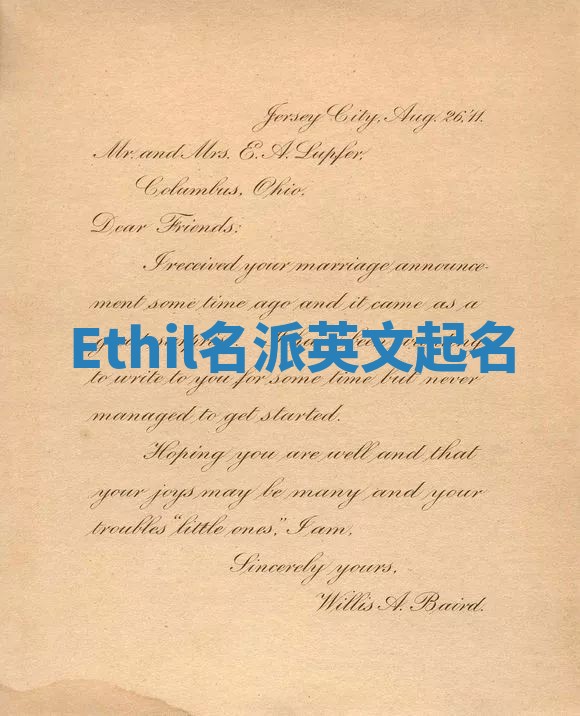 Jersey City, Aug. 26, '11.
Mr. and Mrs. E. A. Lupfer,
Columbus, Ohio.
Dear Friends:
I received your marriage announce-
ment some time ago and it came as a
Ethil名派英文起名
to write to you for some time but never
managed to get started.
Hoping you are well and that
your joys may be many and your
troubles "little ones," I am,
Sincerely yours,
Willis A. Baird.